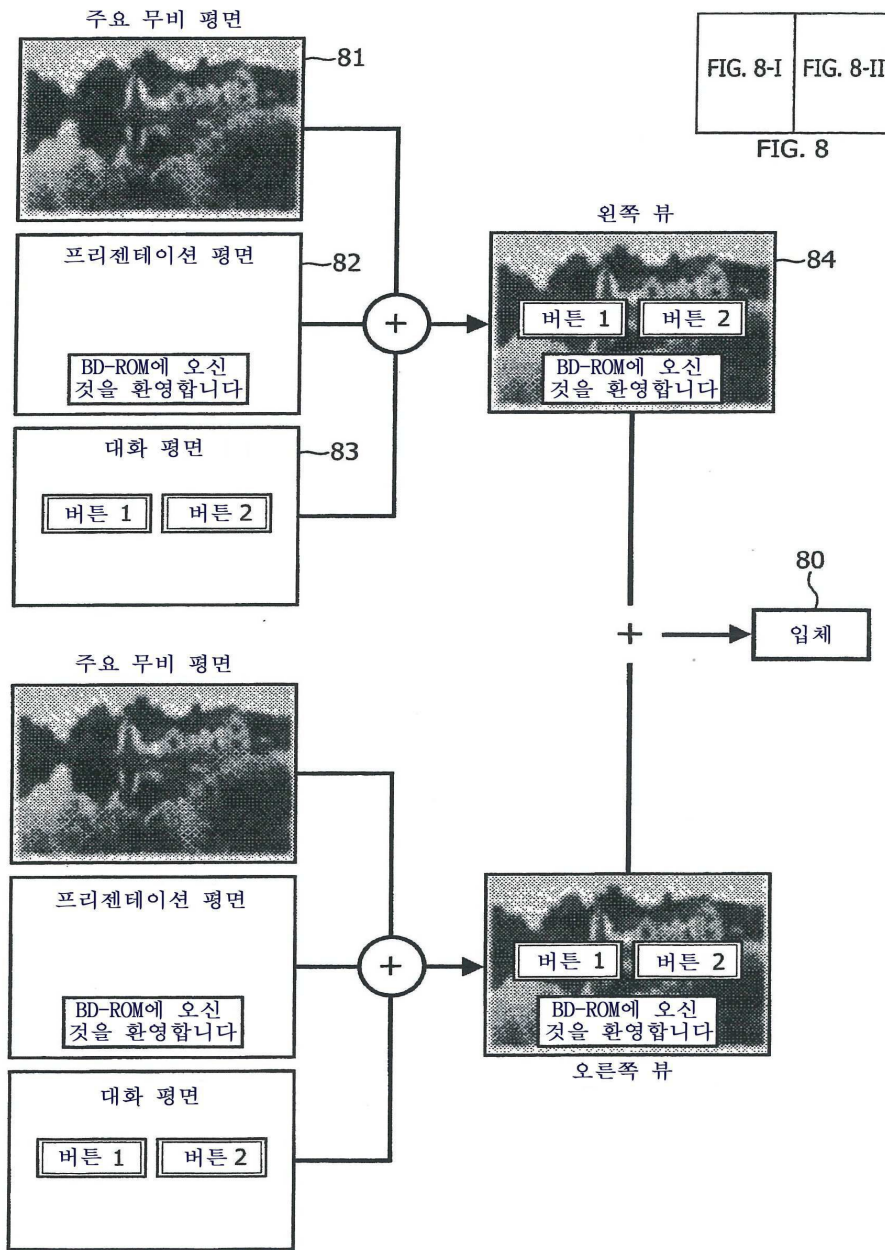 주요 무비 평면
81
FIG. 8-I
FIG. 8-II
FIG. 8
프리젠테이션 평면
82
BD-ROM에 오신
것을 환영합니다
대화 평면
83
버튼 1
버튼 2
+
왼쪽 뷰
84
버튼 1
버튼 2
BD-ROM에 오신
것을 환영합니다
+
80
입체
주요 무비 평면
프리젠테이션 평면
BD-ROM에 오신
것을 환영합니다
대화 평면
버튼 1
버튼 2
+
버튼 1
버튼 2
BD-ROM에 오신
것을 환영합니다
오른쪽 뷰